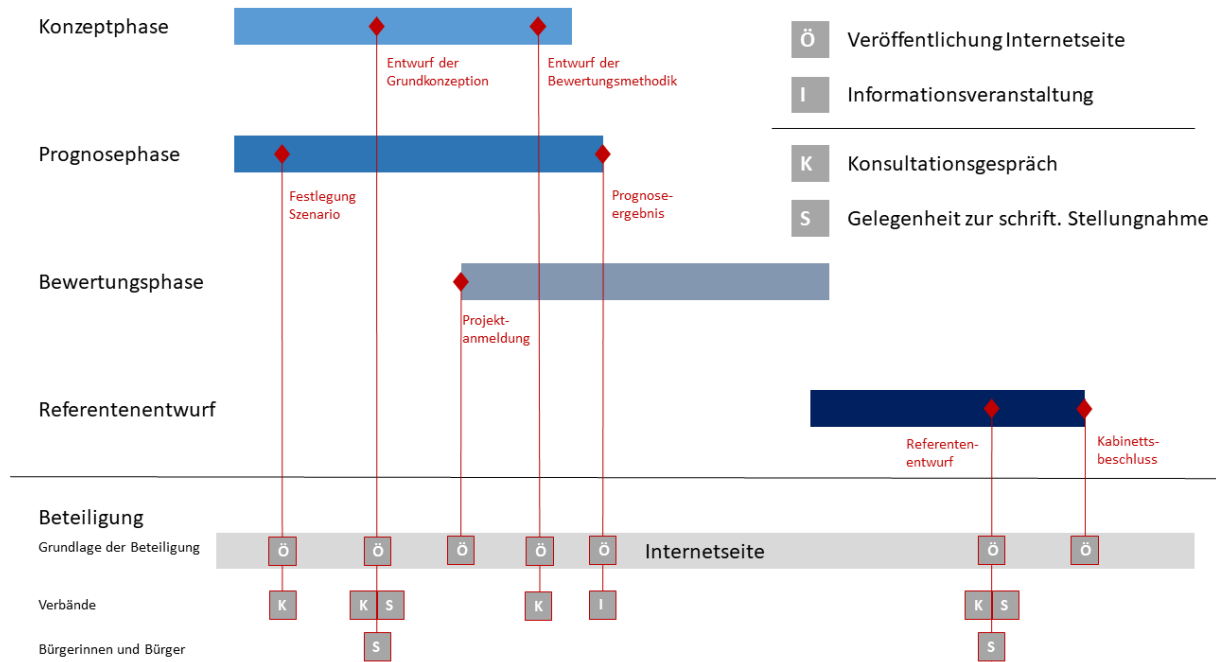 Konzeptphase
Entwurf der
Grundkonzeption
Entwurf der
Bewertungsmethodik
Ö Veröffentlichung Internetseite
I Informationsveranstaltung
K Konsultationsgespräch
S Gelegenheit zur schrift. Stellungnahme
Prognosephase
Festlegung
Szenario
Prognose-
ergebnis
Bewertungsphase
Projekt-
anmeldung
Referentenentwurf
Referenten-
entwurf
Kabinetts-
beschluss
Beteiligung
Grundlage der Beteiligung Ö Ö Ö Ö Ö Internetseite Ö Ö
Verbände K K S K I K S
Bürgerinnen und Bürger S S